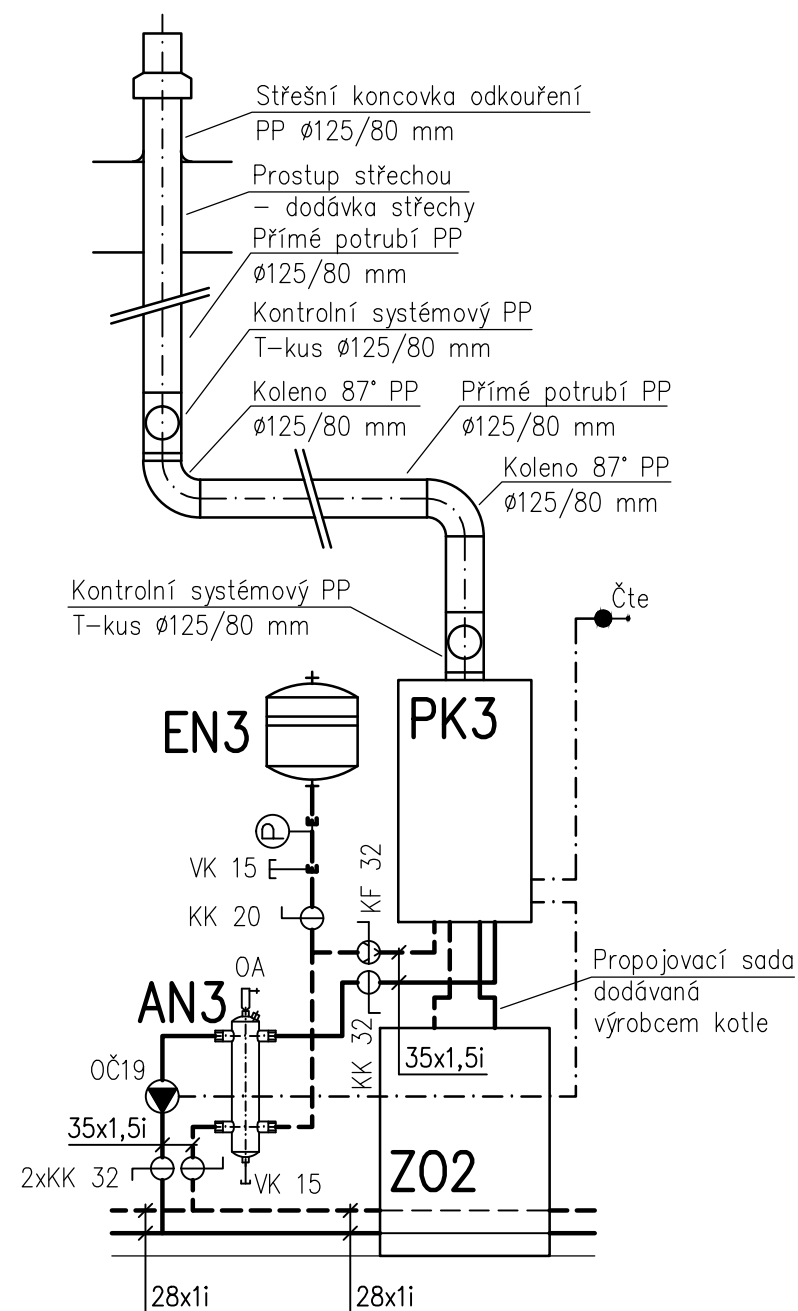 Střešní koncovka odkouření
PP ø125/80 mm
Prostup střechou
– dodávka střechy
Přímé potrubí PP
ø125/80 mm
Kontrolní systémový PP
T–kus ø125/80 mm
Koleno 87° PP
ø125/80 mm
Přímé potrubí PP
ø125/80 mm
Koleno 87° PP
ø125/80 mm
Kontrolní systémový PP
T–kus ø125/80 mm
Čte
PK3
EN3
P
VK 15
KF 32
KK 20
OA
AN3
Propojovací sada
dodávaná
výrobcem kotle
KK 32
35x1,5i
OČ19
35x1,5i
2xKK 32
VK 15
ZO2
28x1i
28x1i